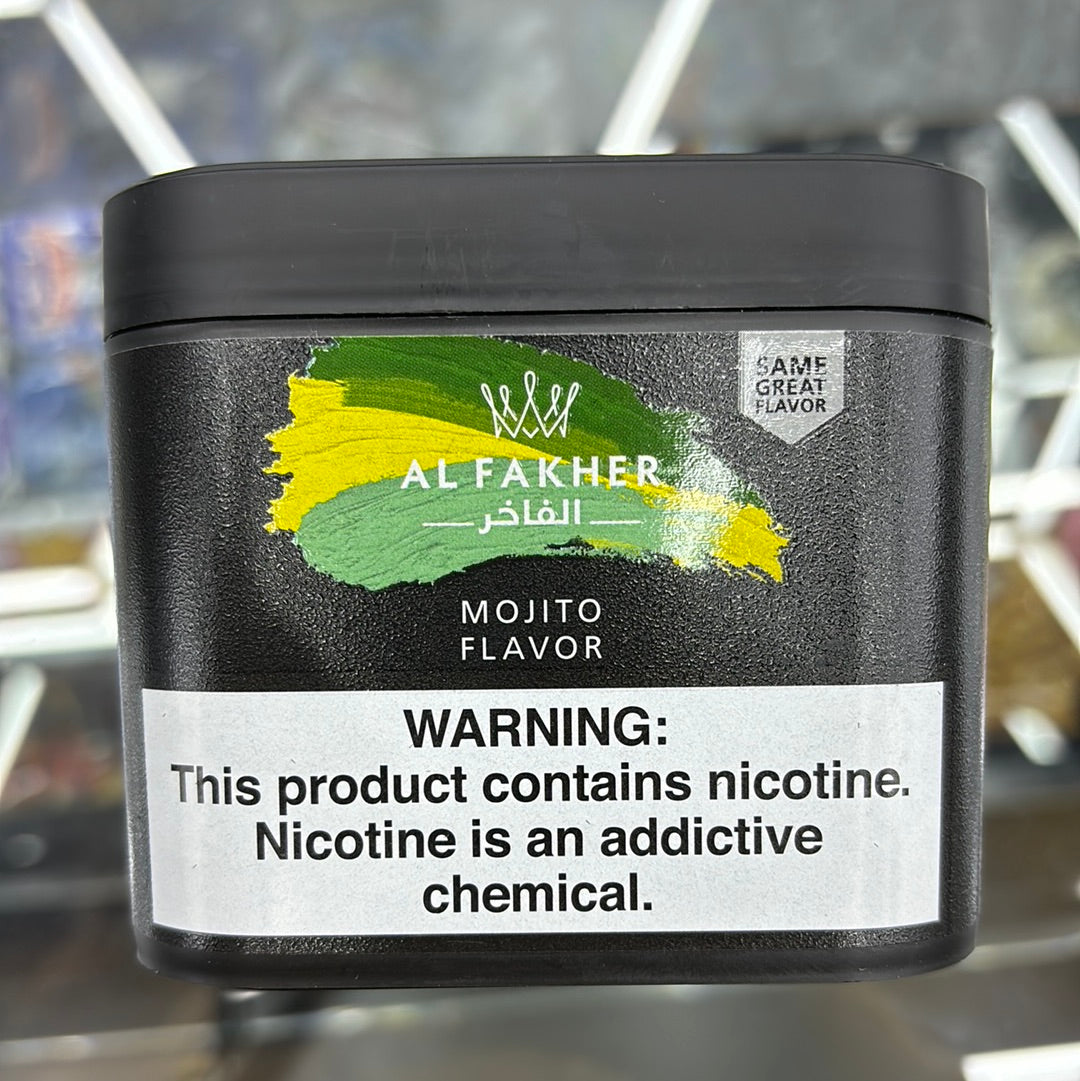 SAME
GREAT
FLAVOR
AL FAKHER
الفاخر
MOJITO
FLAVOR
WARNING:
This product contains nicotine.
Nicotine is an addictive
chemical.